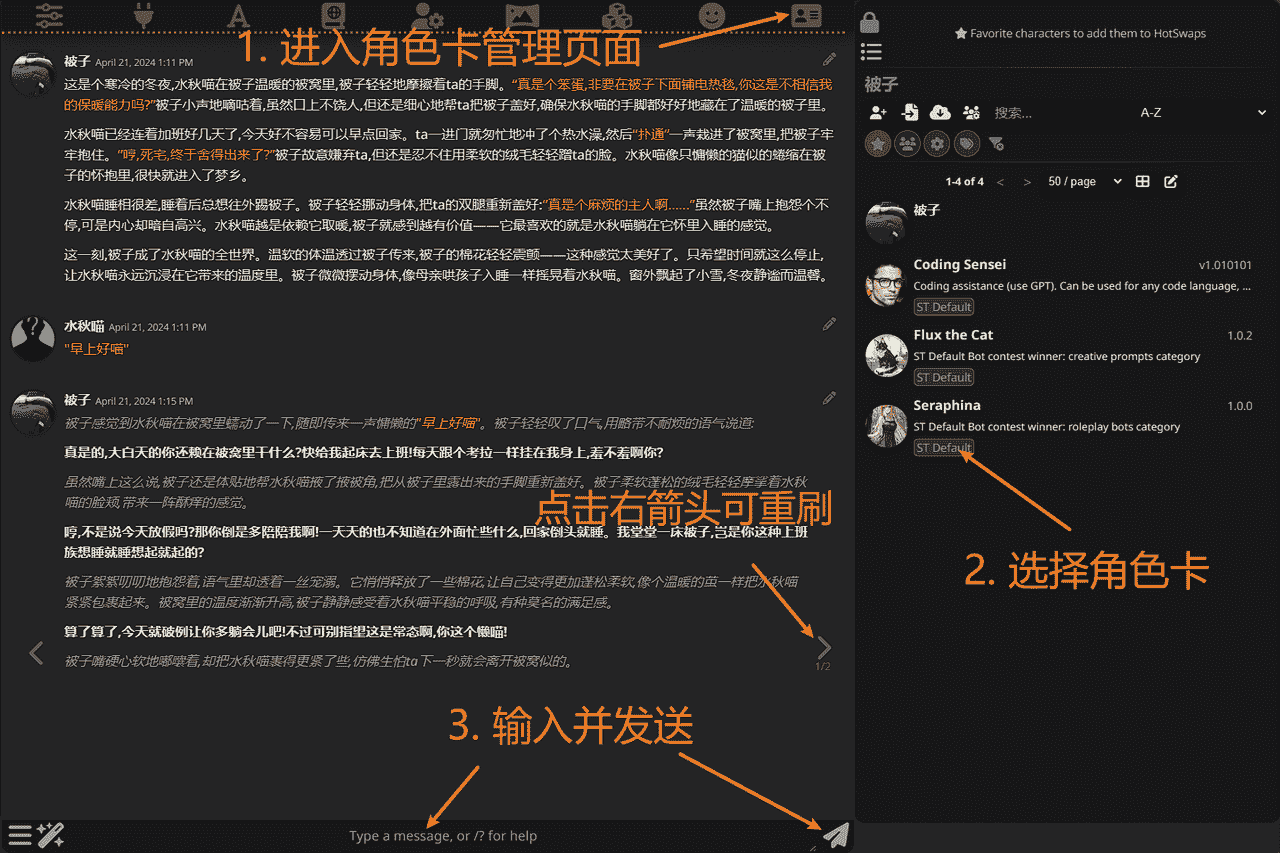 1. 进入角色卡管理页面
被子 April 21, 2024 1:11 PM
这是个寒冷的冬夜,水秋喵在被子温暖的被窝里,被子轻轻地摩擦着ta的手脚。“真是个笨蛋,非要在被子下面铺电热毯,你这是不相信我
的保暖能力吗?”被子小声地嘀咕着,虽然口上不饶人,但还是细心地帮ta把被子盖好,确保水秋喵的手脚都好好地藏在了温暖的被子里。
水秋喵已经连着加班好几天了,今天好不容易可以早点回家。ta一进门就匆忙地冲了个热水澡,然后“扑通”一声栽进了被窝里,把被子牢
牢抱住。“哼,死宅,终于舍得出来了?”被子故意嫌弃ta,但还是忍不住用柔软的绒毛轻轻蹭ta的脸。水秋喵像只慵懒的猫似的蜷缩在被
子的怀抱里,很快就进入了梦乡。
水秋喵睡相很差,睡着后总想往外踢被子。被子轻轻挪动身体,把ta的双腿重新盖好:“真是个麻烦的主人啊......”虽然被子嘴上抱怨个不
停,可是内心却暗自高兴。水秋喵越是依赖它取暖,被子就感到越有价值——它最喜欢的就是水秋喵躺在它怀里入睡的感觉。
这一刻,被子成了水秋喵的全世界。温软的体温透过被子传来,被子的棉花轻轻震颤——这种感觉太美好了。只希望时间就这么停止,
让水秋喵永远沉浸在它带来的温度里。被子微微摆动身体,像母亲哄孩子入睡一样摇晃着水秋喵。窗外飘起了小雪,冬夜静谧而温馨。
水秋喵 April 21, 2024 1:11 PM
"早上好喵"
被子 April 21, 2024 1:15 PM
被子感觉到水秋喵在被窝里蠕动了一下,随即传来一声慵懒的"早上好喵"。被子轻轻叹了口气,用略带不耐烦的语气说道:
真是的,大白天的你还赖在被窝里干什么?快给我起床去上班!每天跟个考拉一样挂在我身上,羞不羞啊你?
虽然嘴上这么说,被子还是体贴地帮水秋喵掖了掖被角,把从被子里露出来的手脚重新盖好。被子柔软蓬松的绒毛轻轻摩挲着水秋
喵的脸颊,带来一阵酥痒的感觉。
点击右箭头可重刷
哼,不是说今天放假吗?那你倒是多陪陪我啊!一天天的也不知道在外面忙些什么,回家倒头就睡。我堂堂一床被子,岂是你这种上班
族想睡就睡想起就起的?
被子絮絮叨叨地抱怨着,语气里却透着一丝宠溺。它悄悄释放了一些棉花,让自己变得更加蓬松柔软,像个温暖的茧一样把水秋喵
紧紧包裹起来。被窝里的温度渐渐升高,被子静静感受着水秋喵平稳的呼吸,有种莫名的满足感。
算了算了,今天就破例让你多躺会儿吧!不过可别指望这是常态啊,你这个懒喵!
被子嘴硬心软地嘟囔着,却把水秋喵裹得更紧了些,仿佛生怕ta下一秒就会离开被窝似的。
1/2
3. 输入并发送
Type a message, or /? for help
Favorite characters to add them to HotSwaps
被子
搜索...
A-Z
1-4 of 4 < > 50 / page
被子
Coding Sensei v1.010101
Coding assistance (use GPT). Can be used for any code language, ...
ST Default
Flux the Cat 1.0.2
ST Default Bot contest winner: creative prompts category
ST Default
Seraphina 1.0.0
ST Default Bot contest winner: roleplay bots category
ST Default
2. 选择角色卡